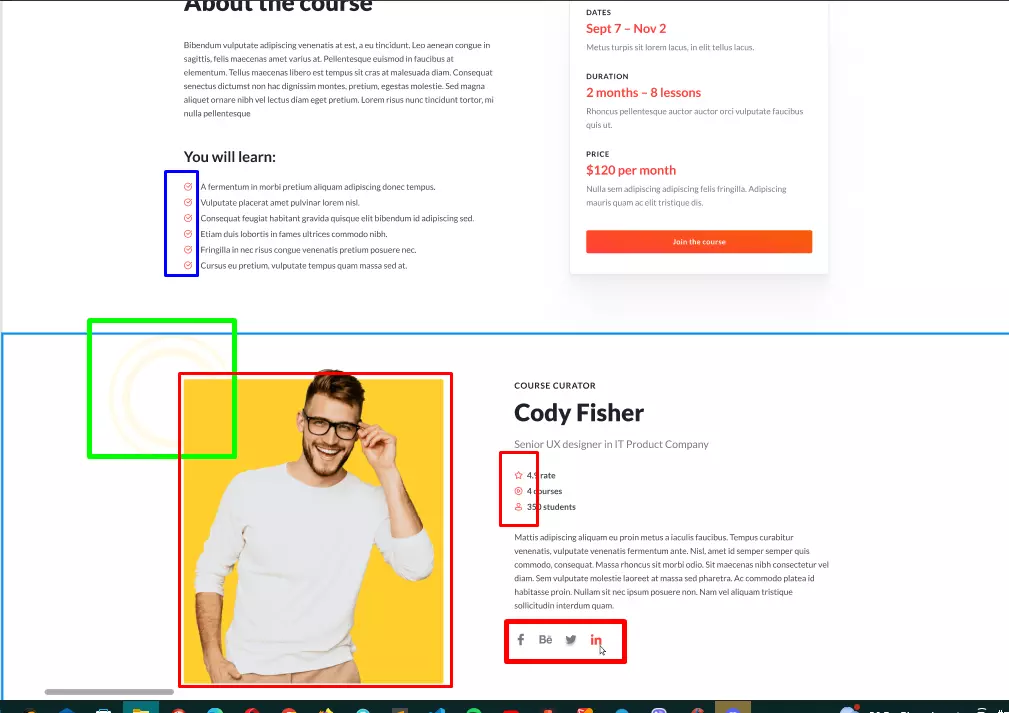 About the course
Bibendum vulputate adipiscing venenatis at est, a eu tincidunt. Leo aenean congue in
sagittis, felis maecenas amet varius at. Pellentesque euismod in faucibus at
elementum. Tellus maecenas libero est tempus sit cras at malesuada diam. Consequat
senectus dictumst non hac dignissim montes, pretium, egestas molestie. Sed magna
aliquet ornare nibh vel lectus diam eget pretium. Lorem risus nunc tincidunt tortor, mi
nulla pellentesque
You will learn:
A fermentum in morbi pretium aliquam adipiscing donec tempus.
Vulputate placerat amet pulvinar lorem nisl.
Consequat feugiat habitant gravida quisque elit bibendum id adipiscing sed.
Etiam duis lobortis in fames ultrices commodo nibh.
Fringilla in nec risus congue venenatis pretium posuere nec.
Cursus eu pretium, vulputate tempus quam massa sed at.
DATES
Sept 7 – Nov 2
Metus turpis sit lorem lacus, in elit tellus lacus.
DURATION
2 months – 8 lessons
Rhoncus pellentesque auctor auctor orci vulputate faucibus
quis ut.
PRICE
$120 per month
Nulla sem adipiscing adipiscing felis fringilla. Adipiscing
mauris quam ac elit tristique dis.
Join the course
COURSE CURATOR
Cody Fisher
Senior UX designer in IT Product Company
4.9 rate
4 courses
350 students
Mattis adipiscing aliquam eu proin metus a iaculis faucibus. Tempus curabitur
venenatis, vulputate venenatis fermentum ante. Nisl, amet id semper semper quis
commodo, consequat. Massa rhoncus sit morbi odio. Sit maecenas nibh consectetur vel
diam. Sem vulputate molestie laoreet at massa sed pharetra. Ac commodo platea id
habitasse proin. Nullam sit nec ipsum posuere non. Nam vel aliquam tristique
sollicitudin interdum quam.
f Bē in